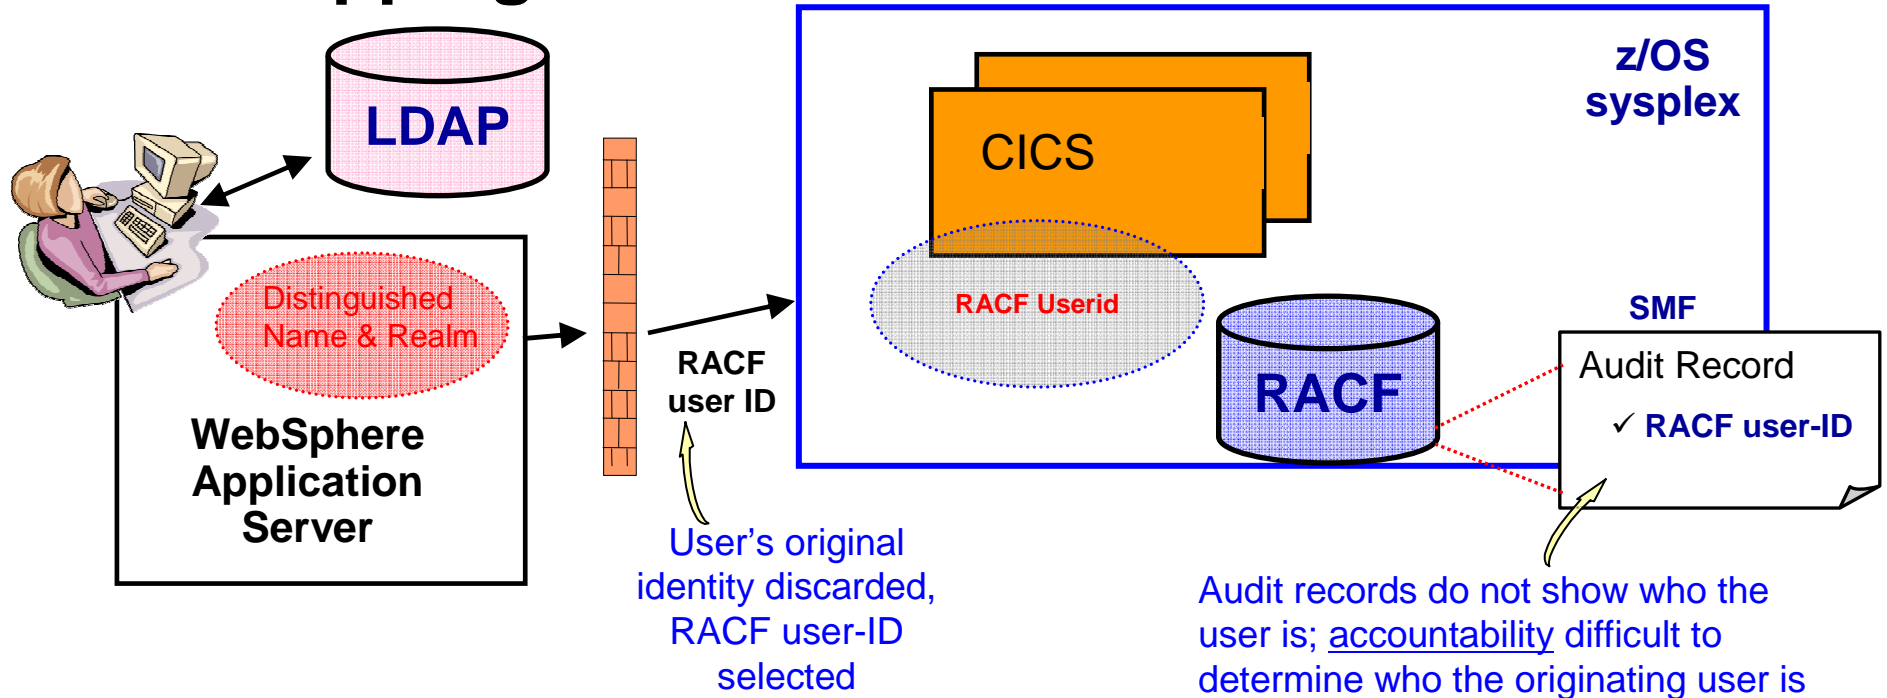 LDAP
Distinguished
Name & Realm
WebSphere
Application
Server
RACF
user ID
User's original
identity discarded,
RACF user-ID
selected
z/OS
sysplex
CICS
RACF Userid
RACF
SMF
Audit Record
✓ RACF user-ID
Audit records do not show who the
user is; accountability difficult to
determine who the originating user is